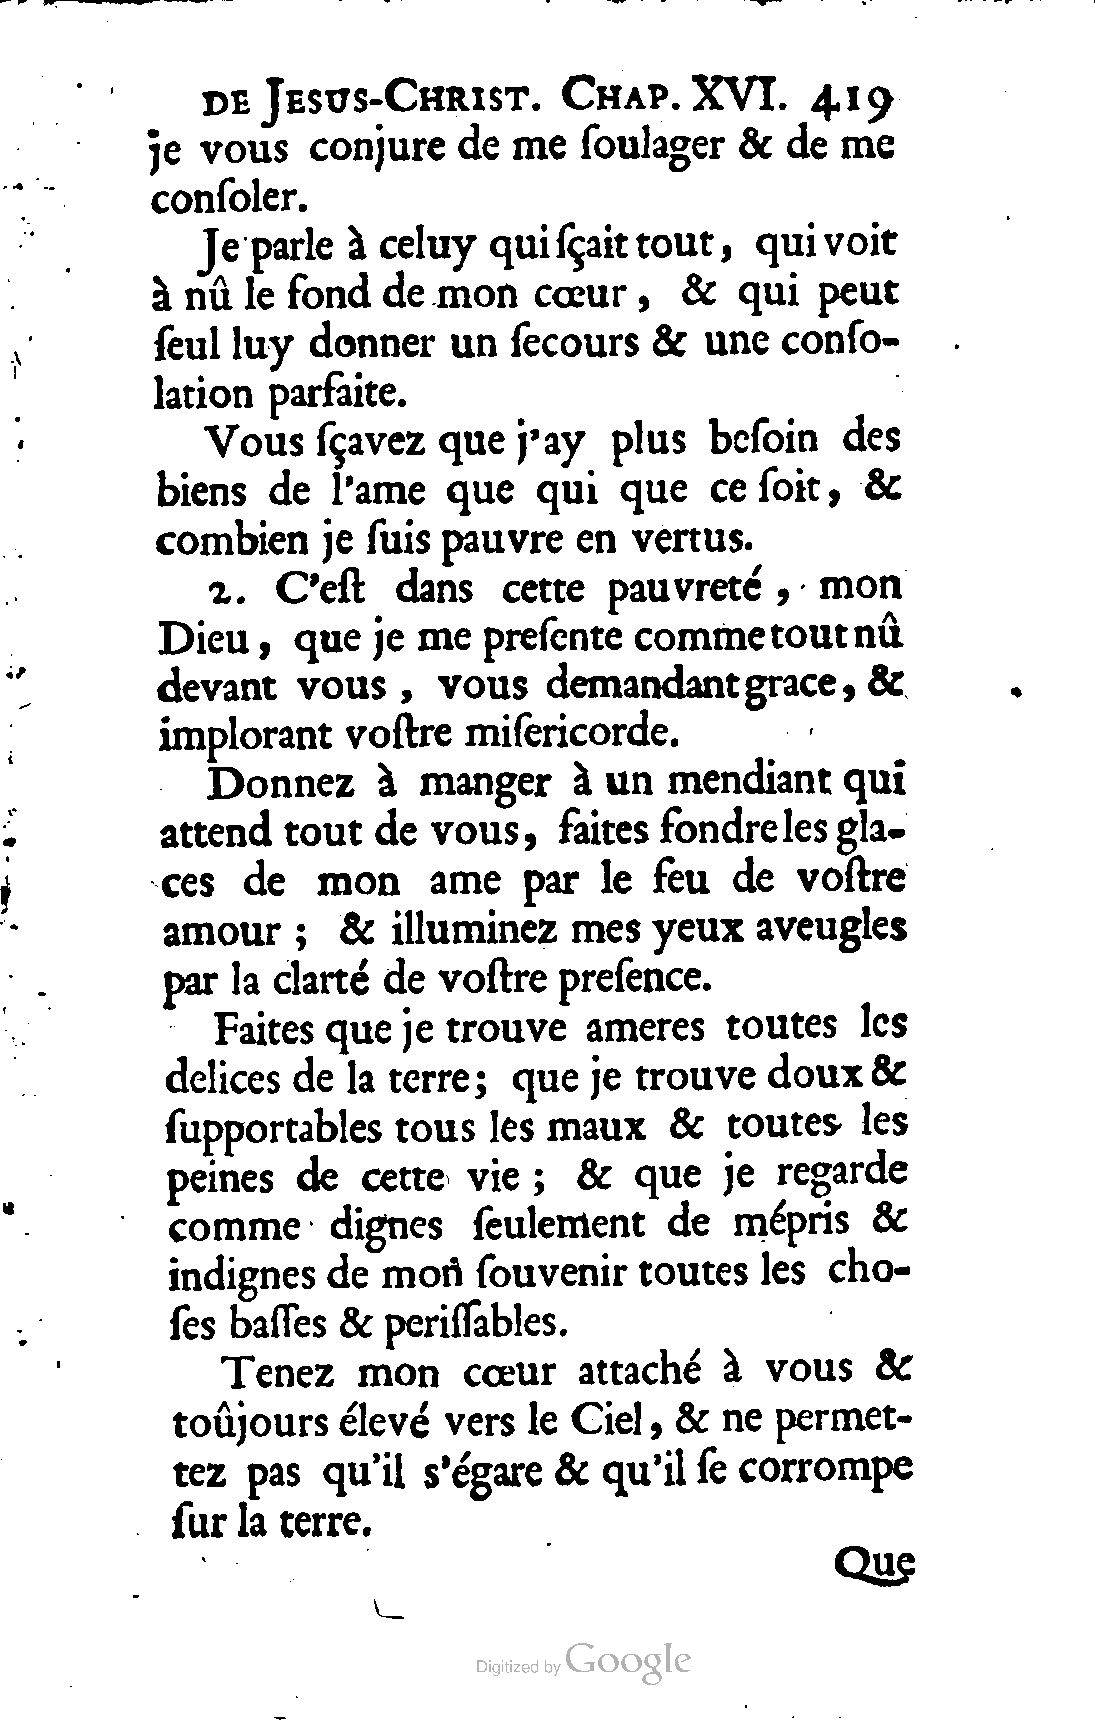 DE JESUS-CHRIST. CHAP. XVI. 419
je vous conjure de me ſoulager & de me
conſoler.
Je parle à celuy qui ſçait tout, qui voit
à nû le fond de mon cœur, & qui peut
ſeul luy donner un ſecours & une conſo-
lation parfaite.
Vous ſçavez que j'ay plus beſoin des
biens de l'ame que qui que ce ſoit, &
combien je ſuis pauvre en vertus.
2. C'eſt dans cette pauvreté, mon
Dieu, que je me preſente comme tout nû
devant vous, vous demandant grace, &
implorant voſtre miſericorde.
Donnez à manger à un mendiant qui
attend tout de vous, faites fondre les gla-
ces de mon ame par le feu de voſtre
amour ; & illuminez mes yeux aveugles
par la clarté de voſtre preſence.
Faites que je trouve ameres toutes les
delices de la terre; que je trouve doux &
ſupportables tous les maux & toutes les
peines de cette vie ; & que je regarde
comme dignes ſeulement de mépris &
indignes de mon ſouvenir toutes les cho-
ſes baſſes & periſſables.
Tenez mon cœur attaché à vous &
toûjours élevé vers le Ciel, & ne permet-
tez pas qu'il s'égare & qu'il ſe corrompe
ſur la terre.
Que
Digitized by Google